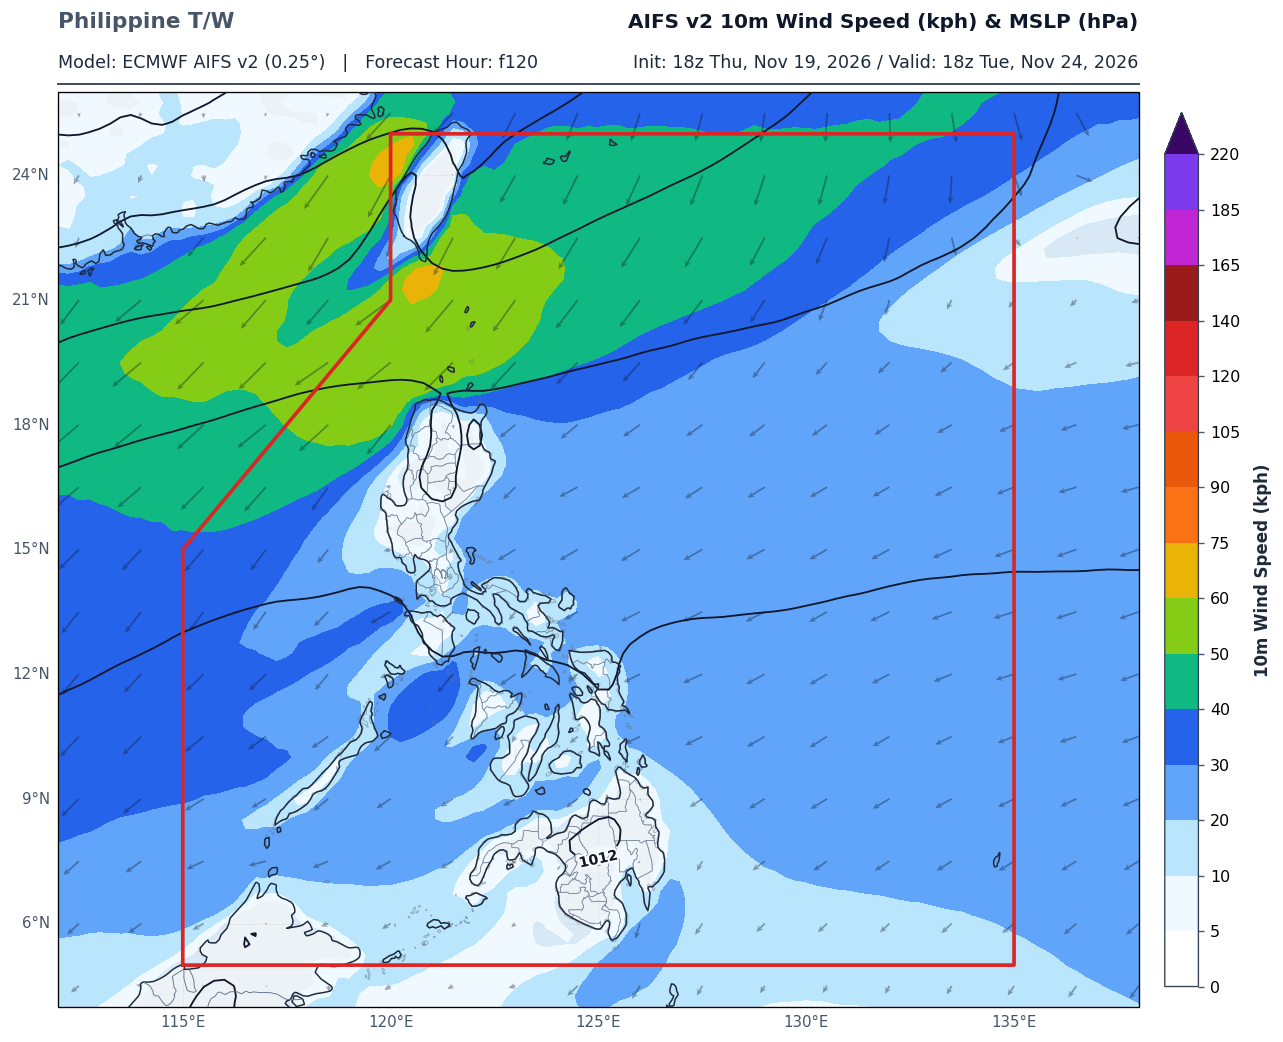 Philippine T/W
AIFS v2 10m Wind Speed (kph) & MSLP (hPa)
Model: ECMWF AIFS v2 (0.25°) | Forecast Hour: f120
Init: 18z Thu, Nov 19, 2026 / Valid: 18z Tue, Nov 24, 2026
24°N
21°N
18°N
15°N
12°N
9°N
6°N
1012
115°E
120°E
125°E
130°E
135°E
220
185
165
140
120
105
90
75
60
50
40
30
20
10
5
0
10m Wind Speed (kph)